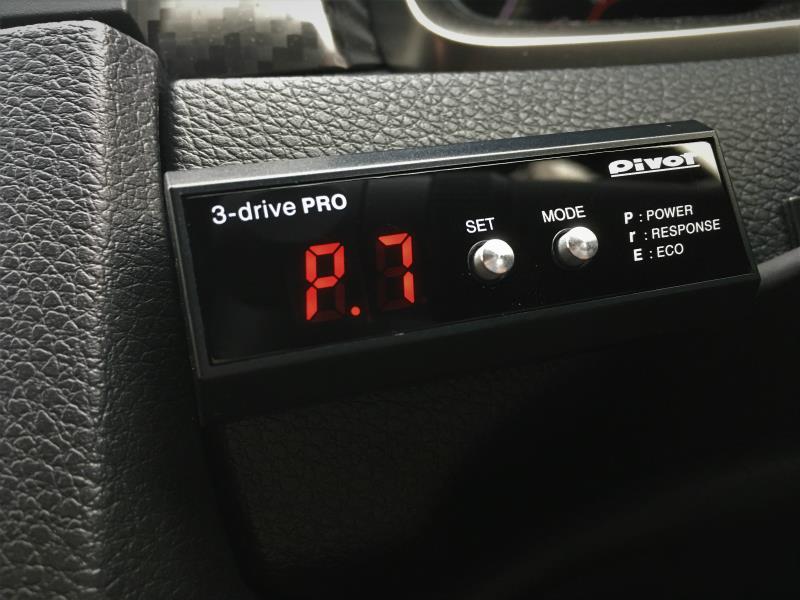 Pivot
3-drive PRO
P.7
SET
MODE
P : POWER
r : RESPONSE
E : ECO